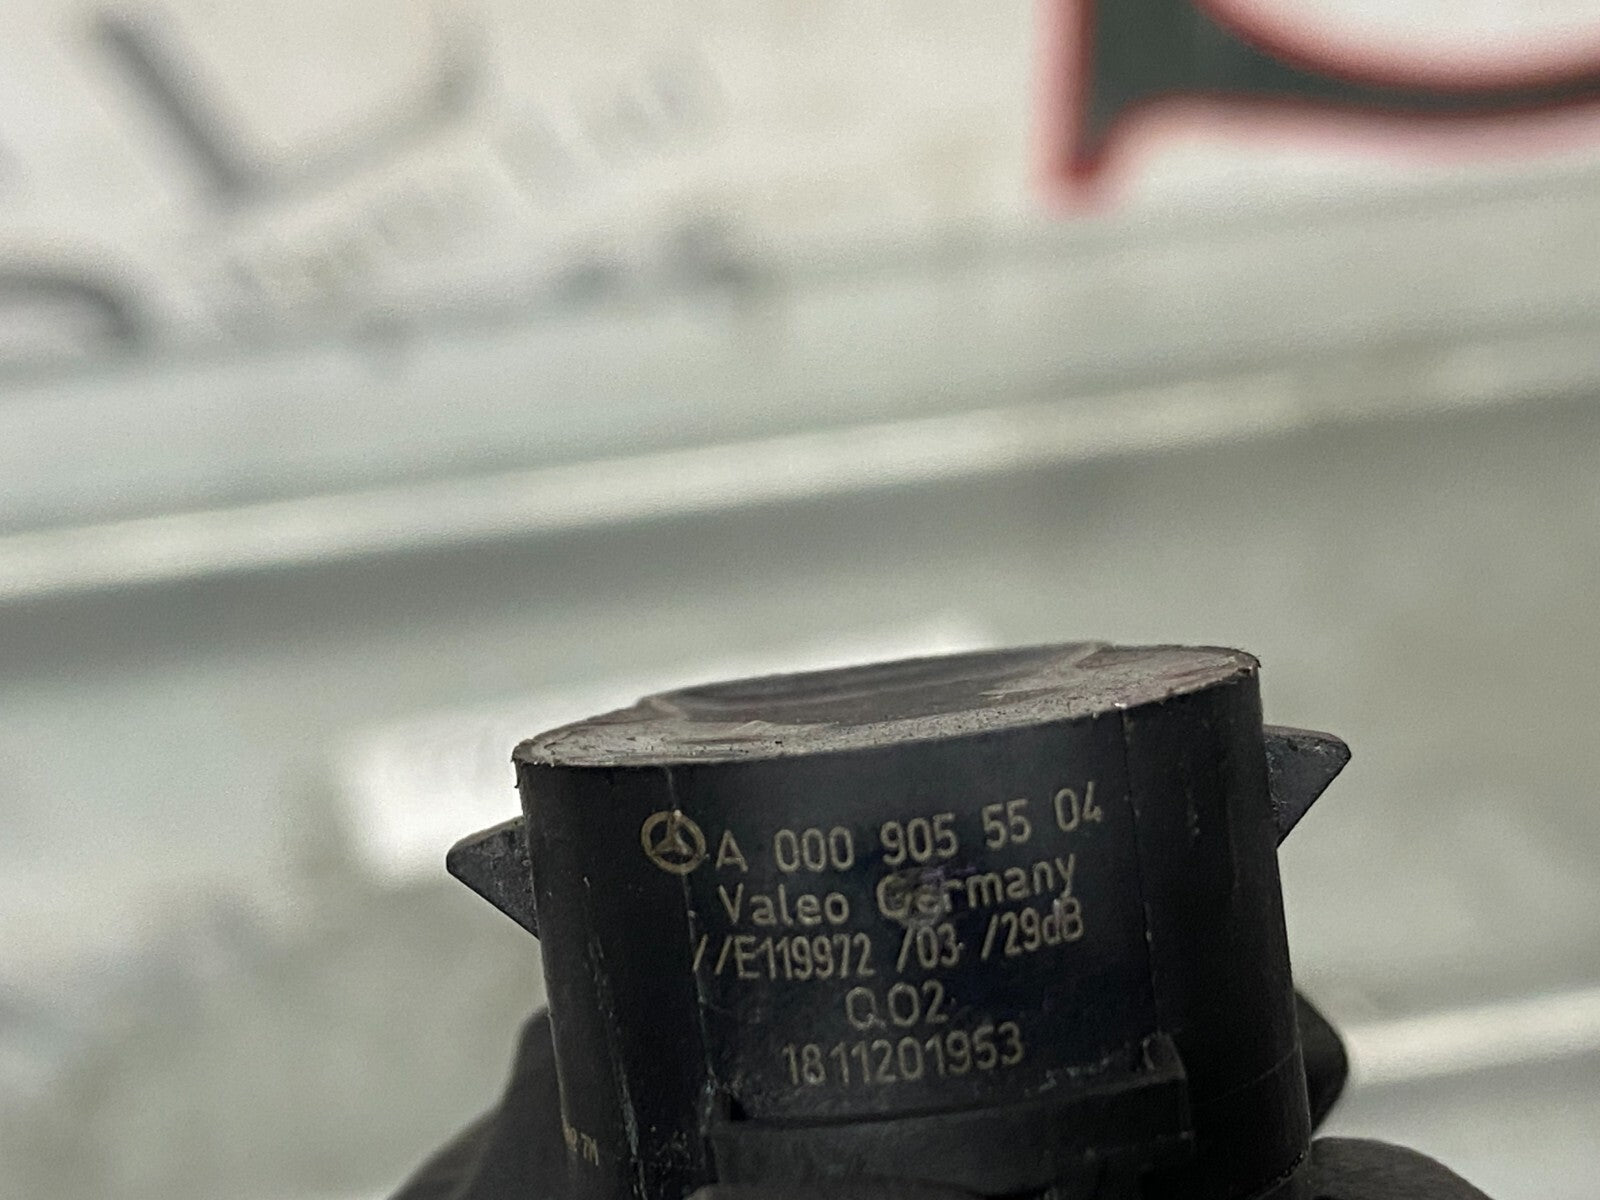 A 000 905 55 04
Valeo Germany
//E119972 /03 /29dB
Q02
1811201953